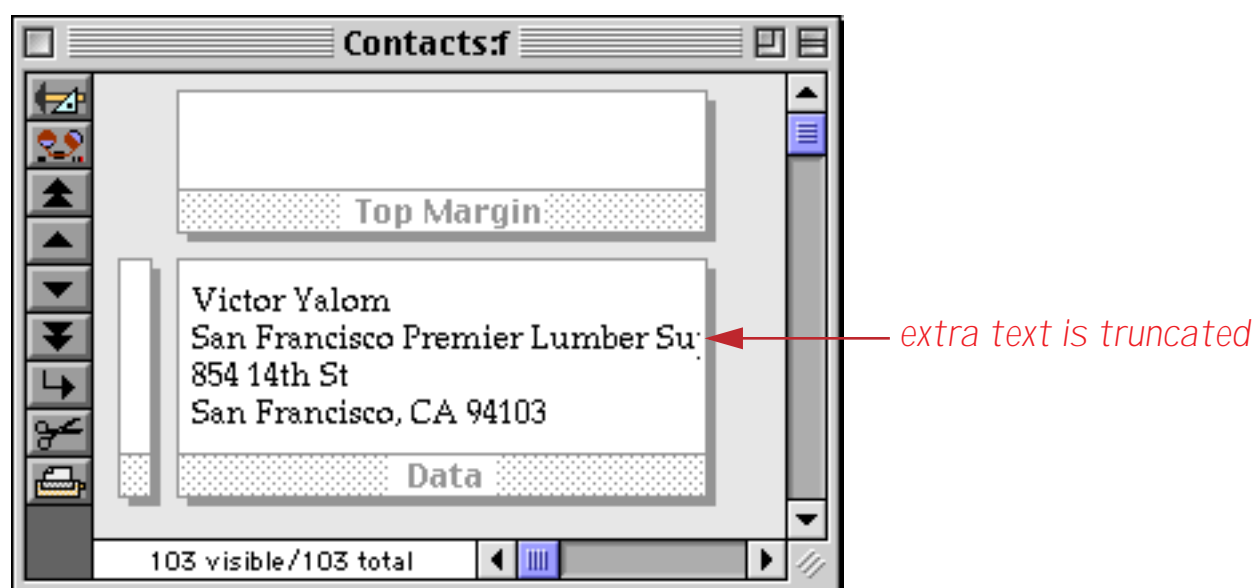 Contacts:f
Top Margin
Victor Yalom
San Francisco Premier Lumber
854 14th St
San Francisco, CA 94103
extra text is truncated
Data
103 visible/103 total